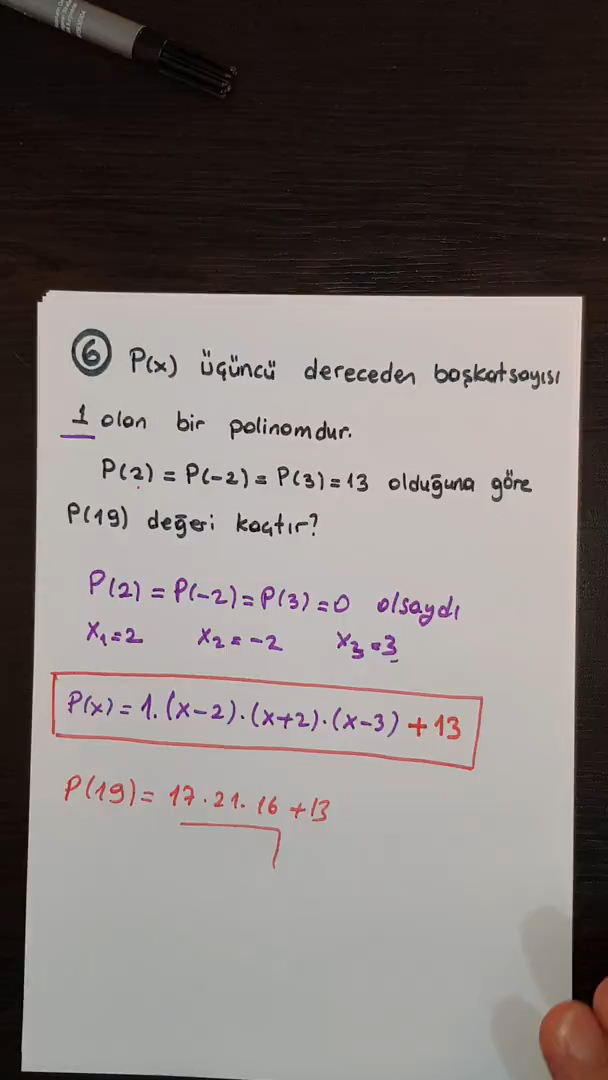 6 P(x) üçüncü dereceden başkatsayısı
1 olan bir polinomdur.
P(2) = P(-2) = P(3) = 13 olduğuna göre
P(19) değeri kaçtır?
P(2) = P(-2) = P(3) = 0 olsaydı
x₁=2 x₂=-2 x₃=3
P(x) = 1.(x-2).(x+2).(x-3) +13
P(19) = 17.21.16 +13